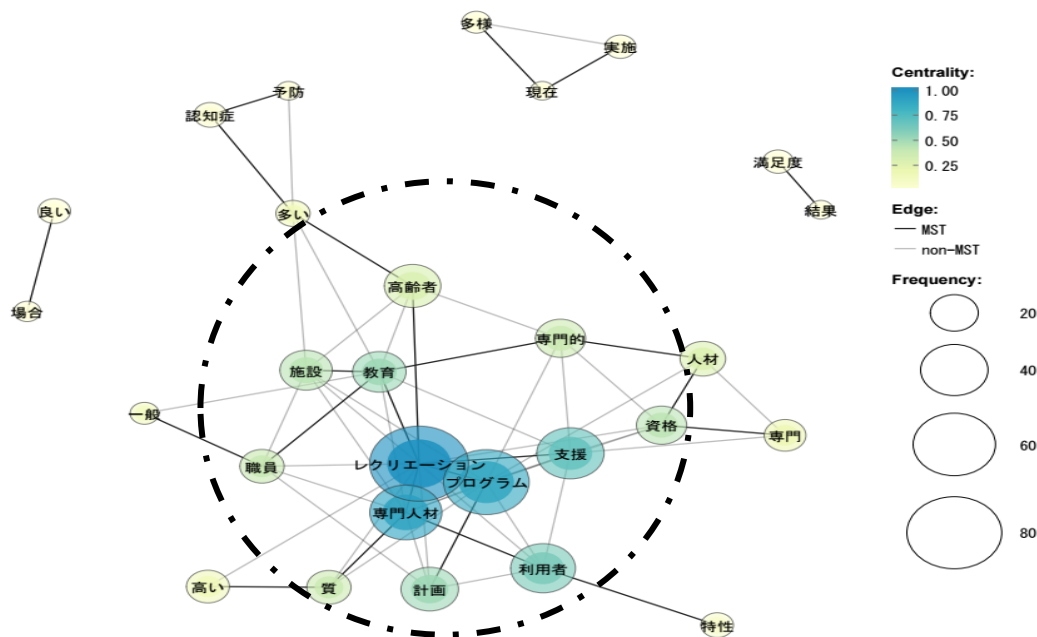 多様
実施
現在
予防
認知症
満足度
結果
良い
場合
多い
高齢者
専門的
人材
施設
教育
一般
資格
専門
職員
レクリエーション
支援
プログラム
専門人材
利用者
高い
質
計画
特性
Centrality:
1.00
0.75
0.50
0.25
Edge:
MST
non-MST
Frequency:
20
40
60
80